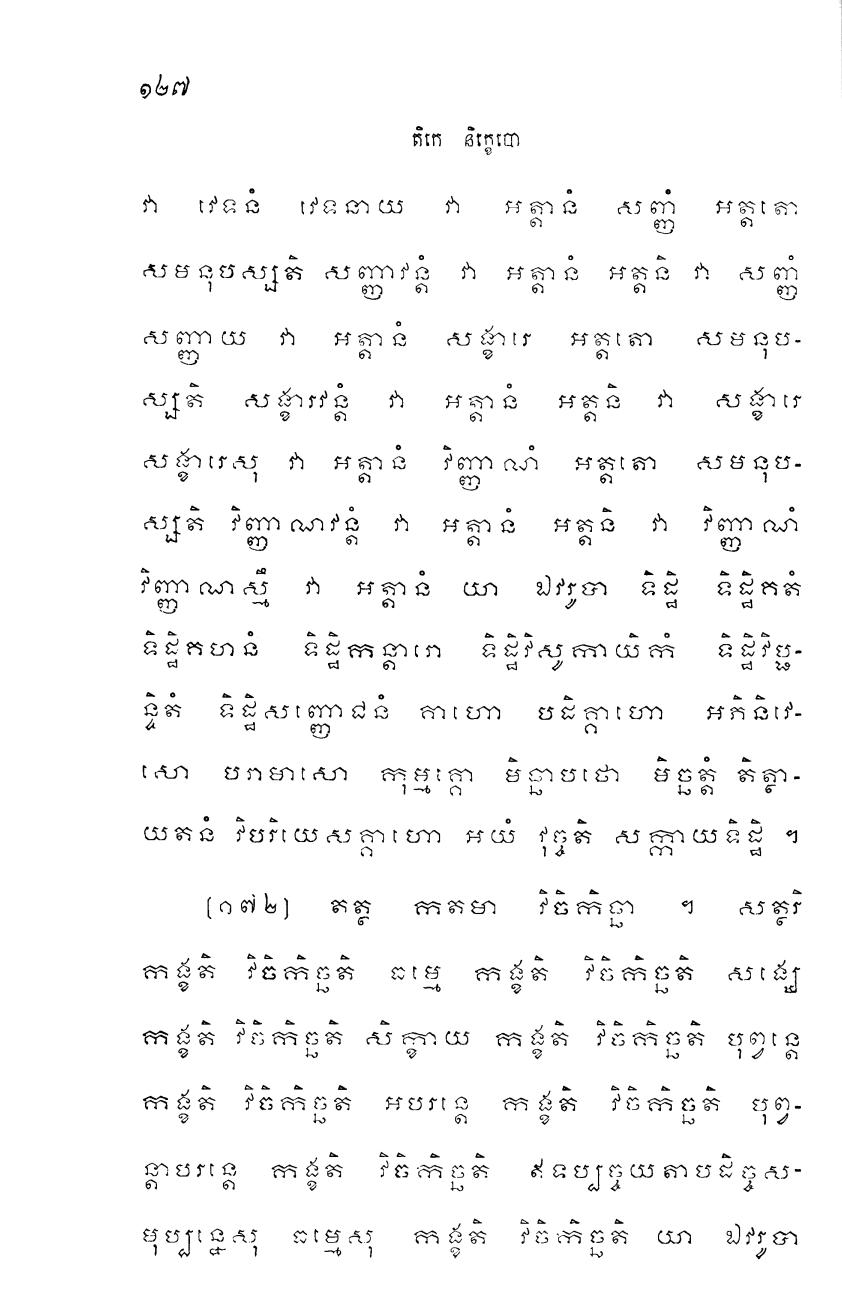 ១២៧
តិកេ និក្ខេបោ
វា វេទនំ វេទនាយ វា អត្តានំ សញ្ញំ អត្តតោ
សមនុបស្សតិ សញ្ញាវន្តំ វា អត្តានំ អត្តនិ វា សញ្ញំ
សញ្ញាយ វា អត្តានំ សង្ខារេ អត្តតោ សមនុប-
ស្សតិ សង្ខារវន្តំ វា អត្តានំ អត្តនិ វា សង្ខារេ
សង្ខារេសុ វា អត្តានំ វិញ្ញាណំ អត្តតោ សមនុប-
ស្សតិ វិញ្ញាណវន្តំ វា អត្តានំ អត្តនិ វា វិញ្ញាណំ
វិញ្ញាណស្មឹ វា អត្តានំ យា ឯវរូបា ទិដ្ឋិ ទិដ្ឋិគតំ
ទិដ្ឋិគហនំ ទិដ្ឋិកន្តារោ ទិដ្ឋិវិសូកាយិកំ ទិដ្ឋិវិប្ផ-
ន្ទិតំ ទិដ្ឋិសញ្ញោជនំ គាហោ បដិគ្គាហោ អភិនិវេ-
សោ បរាមាសោ កុម្មគ្គោ មិច្ឆាបថោ មិច្ឆត្តំ តិត្ថា-
យតនំ វិបរិយេសគ្គាហោ អយំ វុច្ចតិ សក្កាយទិដ្ឋិ ។
[១៧២] តត្ថ កតមា វិចិកិច្ឆា ។ សត្ថរិ
កង្ខតិ វិចិកិច្ឆតិ ធម្មេ កង្ខតិ វិចិកិច្ឆតិ សង្ឃេ
កង្ខតិ វិចិកិច្ឆតិ សិក្ខាយ កង្ខតិ វិចិកិច្ឆតិ បុព្វន្តេ
កង្ខតិ វិចិកិច្ឆតិ អបរន្តេ កង្ខតិ វិចិកិច្ឆតិ បុព្វ-
ន្តាបរន្តេ កង្ខតិ វិចិកិច្ឆតិ ឥទប្បច្ចយតាបដិច្ចស-
មុប្បន្នេសុ ធម្មេសុ កង្ខតិ វិចិកិច្ឆតិ យា ឯវរូបា